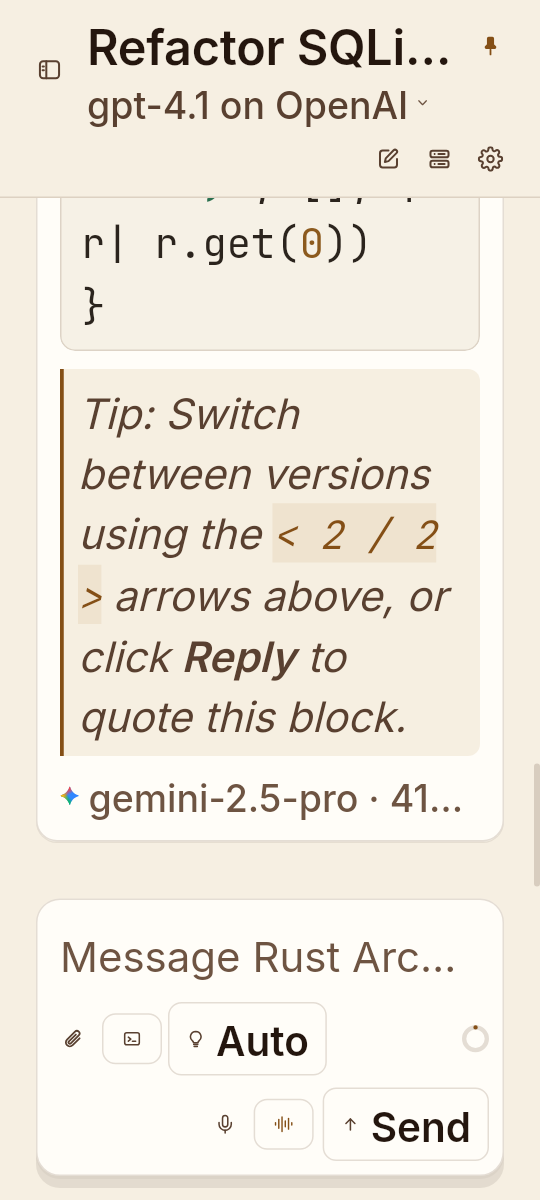 Refactor SQLi...
gpt-4.1 on OpenAI
r| r.get(0))
}
Tip: Switch
between versions
using the < 2 / 2
> arrows above, or
click Reply to
quote this block.
gemini-2.5-pro · 41...
Message Rust Arc...
Auto
Send